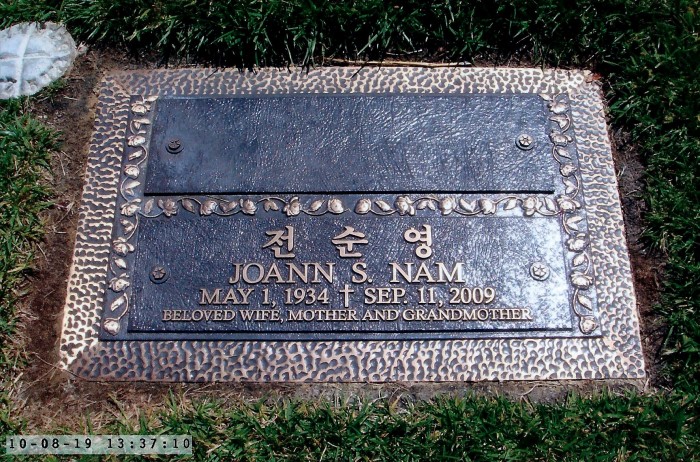 전 순 영
JOANN S. NAM
MAY 1, 1934 ✝ SEP. 11, 2009
BELOVED WIFE, MOTHER AND GRANDMOTHER
10-08-19 13:37:10